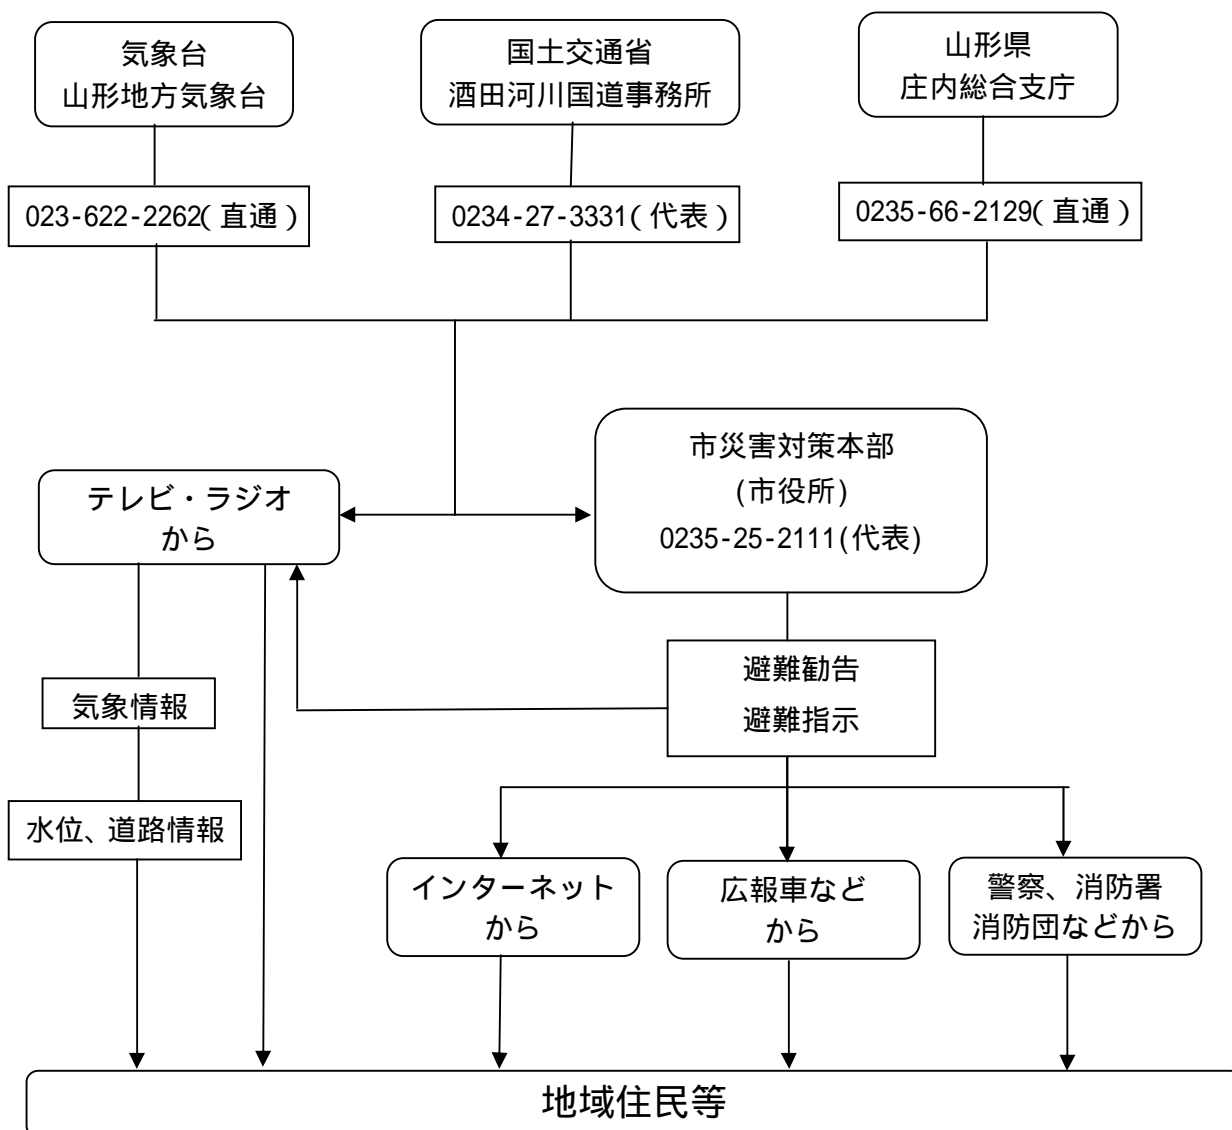 気象台
山形地方気象台
国土交通省
酒田河川国道事務所
山形県
庄内総合支庁
023-622-2262(直通)
0234-27-3331(代表)
0235-66-2129(直通)
市災害対策本部
(市役所)
0235-25-2111(代表)
テレビ・ラジオ
から
避難勧告
避難指示
気象情報
水位、道路情報
インターネット
から
広報車など
から
警察、消防署
消防団などから
地域住民等